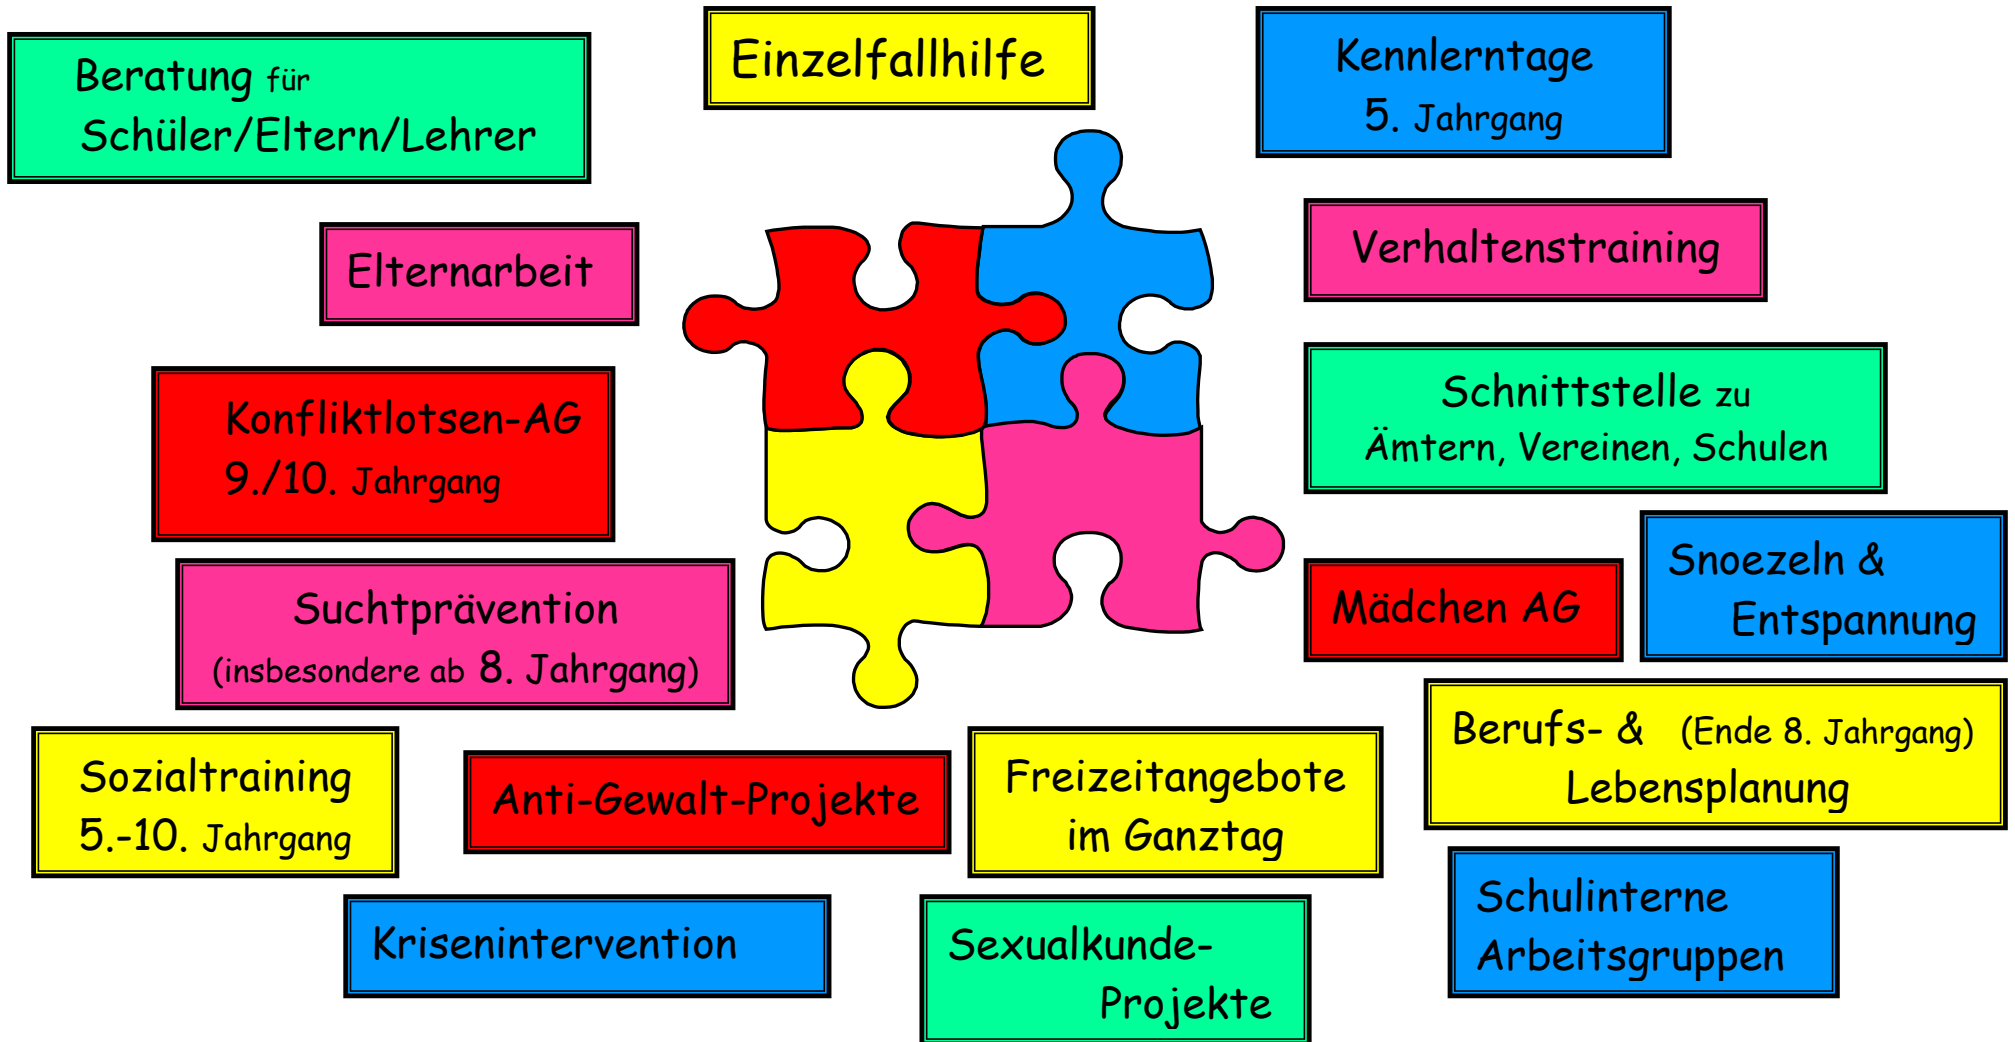 Beratung für
Schüler/Eltern/Lehrer
Einzelfallhilfe
Kennlerntage
5. Jahrgang
Elternarbeit
Verhaltenstraining
Konfliktlotsen-AG
9./10. Jahrgang
Schnittstelle zu
Ämtern, Vereinen, Schulen
Suchtprävention
(insbesondere ab 8. Jahrgang)
Mädchen AG
Snoezeln &
Entspannung
Sozialtraining
5.-10. Jahrgang
Anti-Gewalt-Projekte
Freizeitangebote
im Ganztag
Berufs- & (Ende 8. Jahrgang)
Lebensplanung
Krisenintervention
Sexualkunde-
Projekte
Schulinterne
Arbeitsgruppen